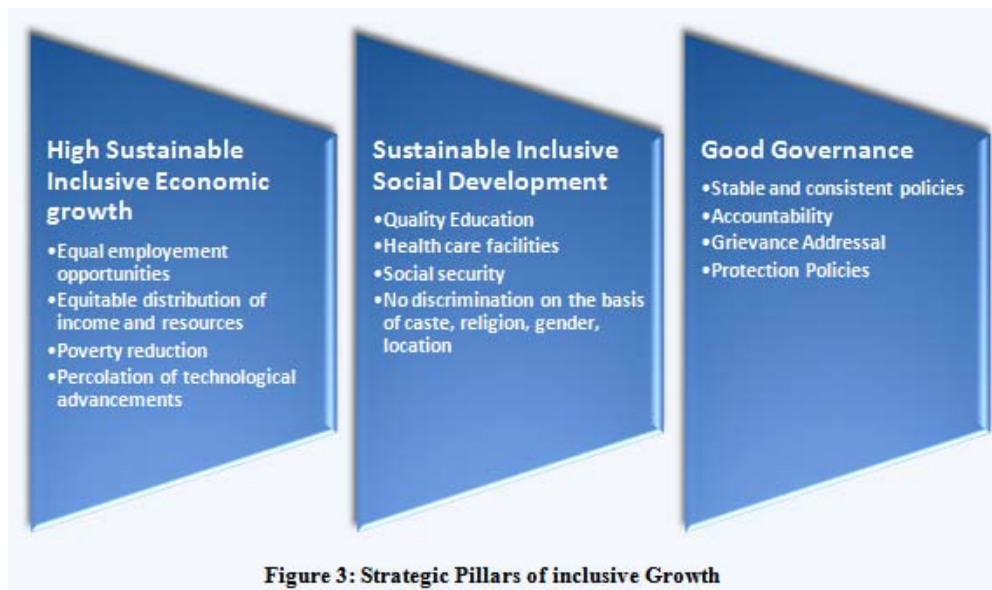 High Sustainable
Inclusive Economic
growth
•Equal employement
opportunities
•Equitable distribution of
income and resources
•Poverty reduction
•Percolation of technological
advancements
Sustainable Inclusive
Social Development
•Quality Education
•Health care facilities
•Social security
•No discrimination on the basis
of caste, religion, gender,
location
Good Governance
•Stable and consistent policies
•Accountability
•Grievance Addressal
•Protection Policies
Figure 3: Strategic Pillars of inclusive Growth